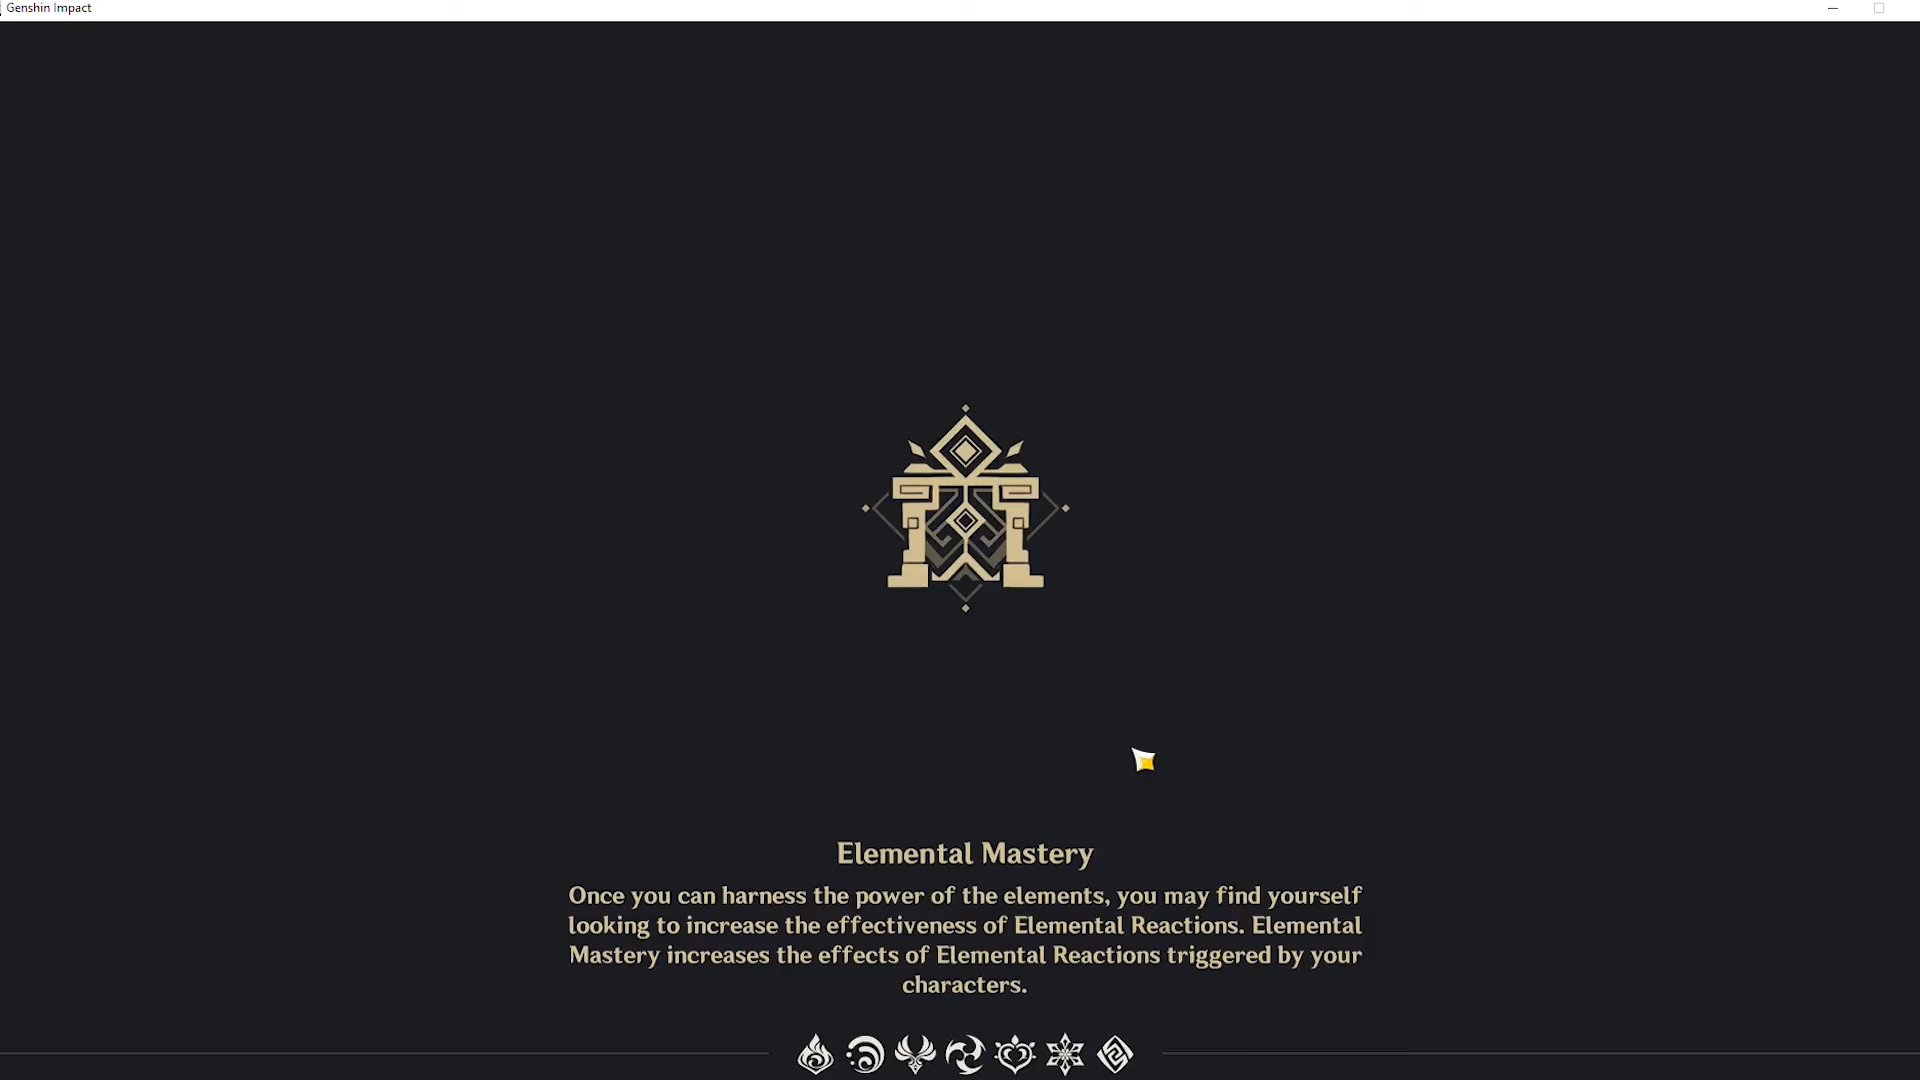 Genshin Impact
Elemental Mastery
Once you can harness the power of the elements, you may find yourself
looking to increase the effectiveness of Elemental Reactions. Elemental
Mastery increases the effects of Elemental Reactions triggered by your
characters.